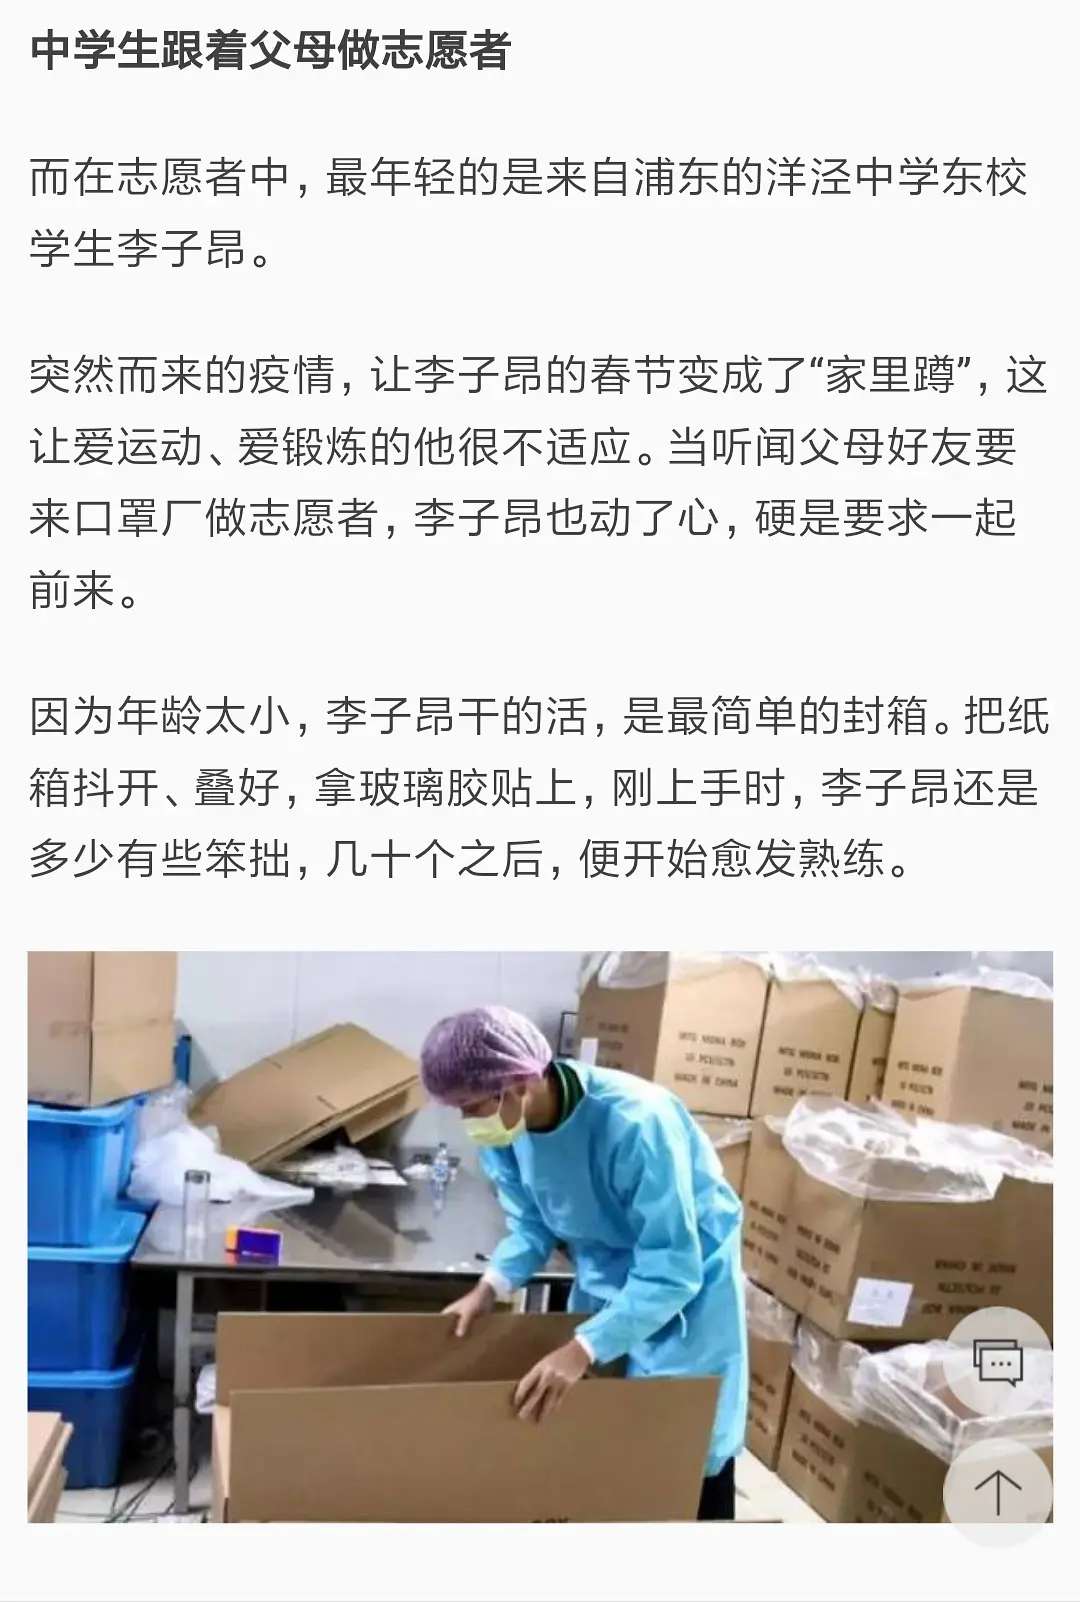 中学生跟着父母做志愿者
而在志愿者中,最年轻的是来自浦东的洋泾中学东校
学生李子昂。
突然而来的疫情,让李子昂的春节变成了“家里蹲”,这
让爱运动、爱锻炼的他很不适应。当听闻父母好友要
来口罩厂做志愿者,李子昂也动了心,硬是要求一起
前来。
因为年龄太小,李子昂干的活,是最简单的封箱。把纸
箱抖开、叠好,拿玻璃胶贴上,刚上手时,李子昂还是
多少有些笨拙,几十个之后,便开始愈发熟练。
MADE IN CHINA